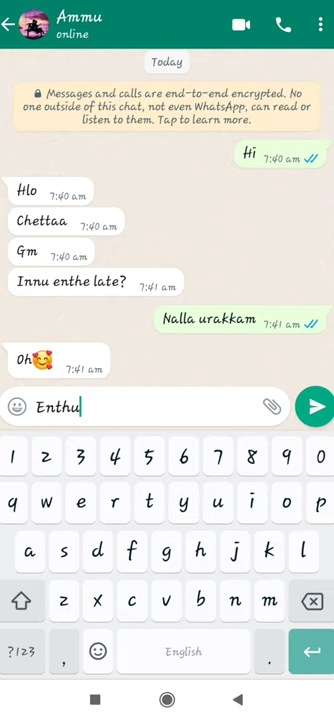 Ammu
online
Today
Messages and calls are end-to-end encrypted. No
one outside of this chat, not even WhatsApp, can read or
listen to them. Tap to learn more.
Hi 7:40 am
Hlo 7:40 am
Chettaa 7:40 am
Gm 7:40 am
Innu enthe late? 7:41 am
Nalla urakkam 7:41 am
Oh 7:41 am
Enthu
1 2 3 4 5 6 7 8 9 0
q w e r t y u i o p
a s d f g h j k l
z x c v b n m
?123 , English .